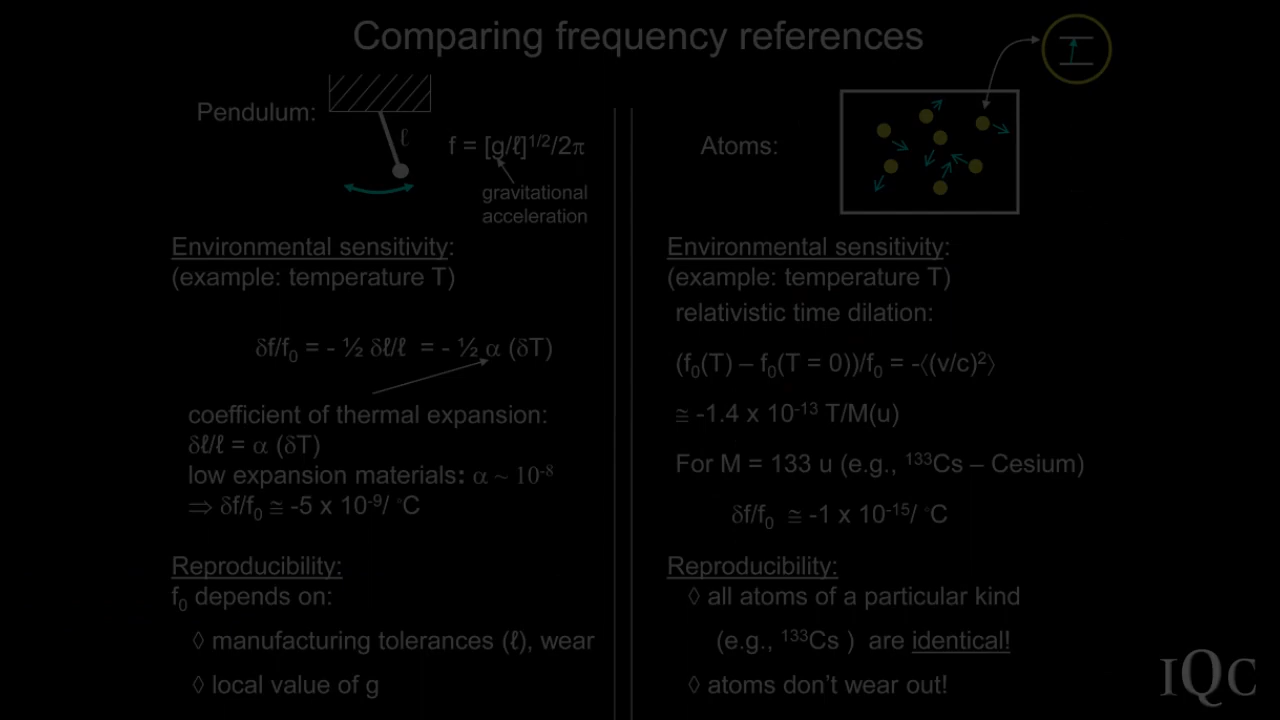 Comparing frequency references
Pendulum:
ℓ
f = [g/ℓ]^1/2/2π
gravitational
acceleration
Environmental sensitivity:
(example: temperature T)
δf/f₀ = - ½ δℓ/ℓ = - ½ α (δT)
coefficient of thermal expansion:
δℓ/ℓ = α (δT)
low expansion materials: α ~ 10⁻⁸
⇒ δf/f₀ ≅ -5 x 10⁻⁹/ °C
Reproducibility:
f₀ depends on:
◊ manufacturing tolerances (ℓ), wear
◊ local value of g
Atoms:
Environmental sensitivity:
(example: temperature T)
relativistic time dilation:
(f₀(T) – f₀(T = 0))/f₀ = -⟨(v/c)²⟩
≅ -1.4 x 10⁻¹³ T/M(u)
For M = 133 u (e.g., ¹³³Cs – Cesium)
δf/f₀ ≅ -1 x 10⁻¹⁵/ °C
Reproducibility:
◊ all atoms of a particular kind
(e.g., ¹³³Cs ) are identical!
◊ atoms don't wear out!
IQC